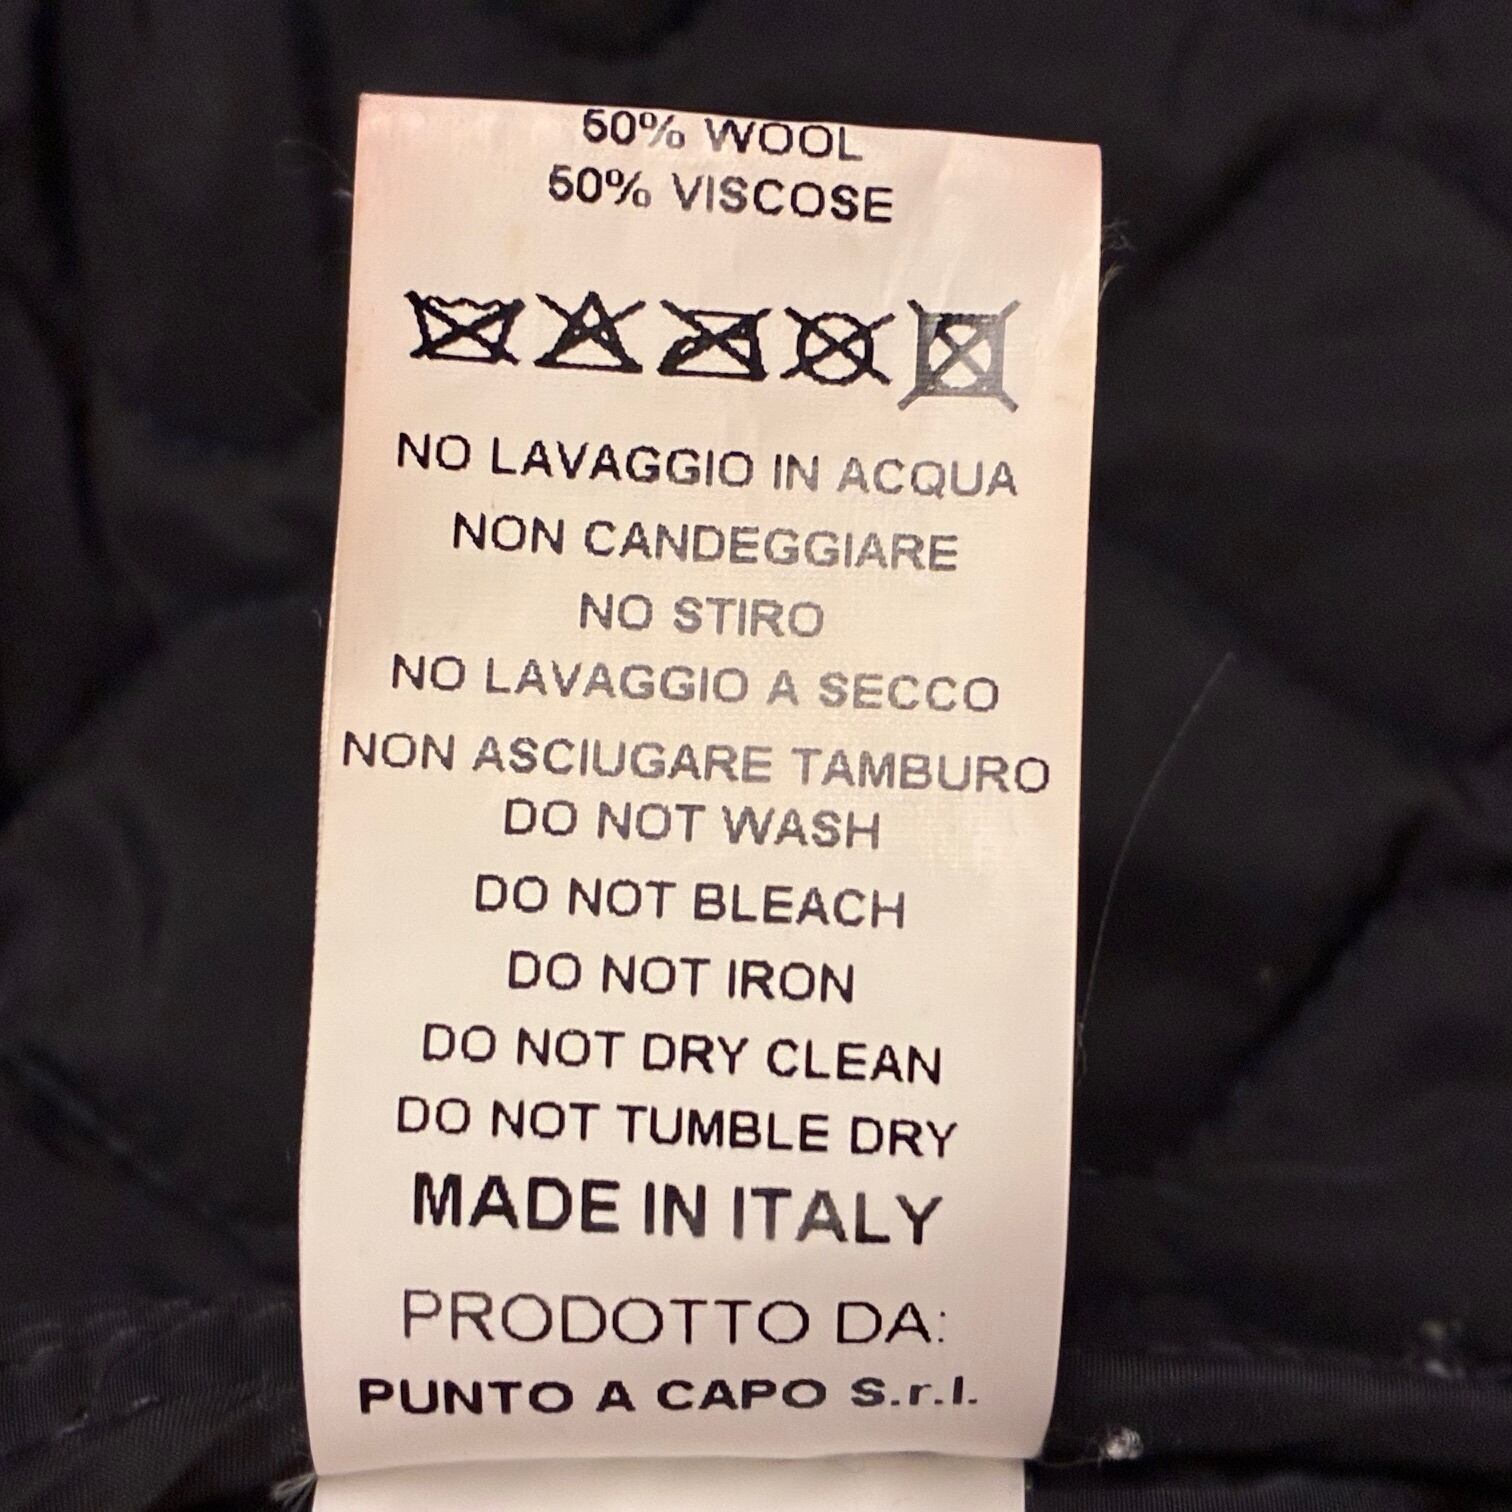 50% WOOL
50% VISCOSE
NO LAVAGGIO IN ACQUA
NON CANDEGGIARE
NO STIRO
NO LAVAGGIO A SECCO
NON ASCIUGARE TAMBURO
DO NOT WASH
DO NOT BLEACH
DO NOT IRON
DO NOT DRY CLEAN
DO NOT TUMBLE DRY
MADE IN ITALY
PRODOTTO DA:
PUNTO A CAPO S.r.l.